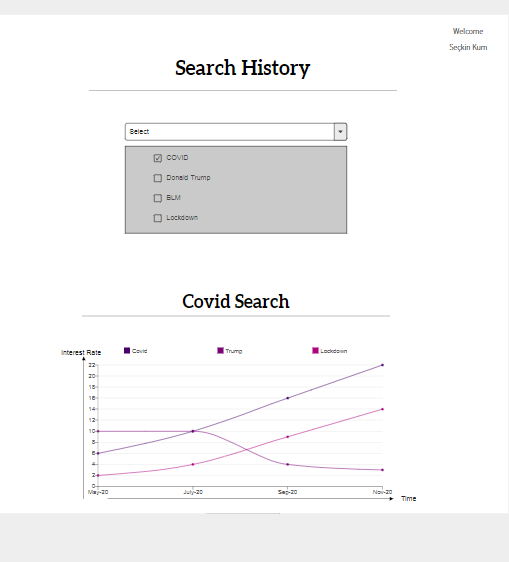 Welcome
Seçkin Kum
Search History
Select
COVID
Donald Trump
BLM
Lockdown
Covid Search
Interest Rate
Covid Trump Lockdown
22
20
18
16
14
12
10
8
6
4
2
0
May-20 July-20 Sep-20 Nov-20
Time